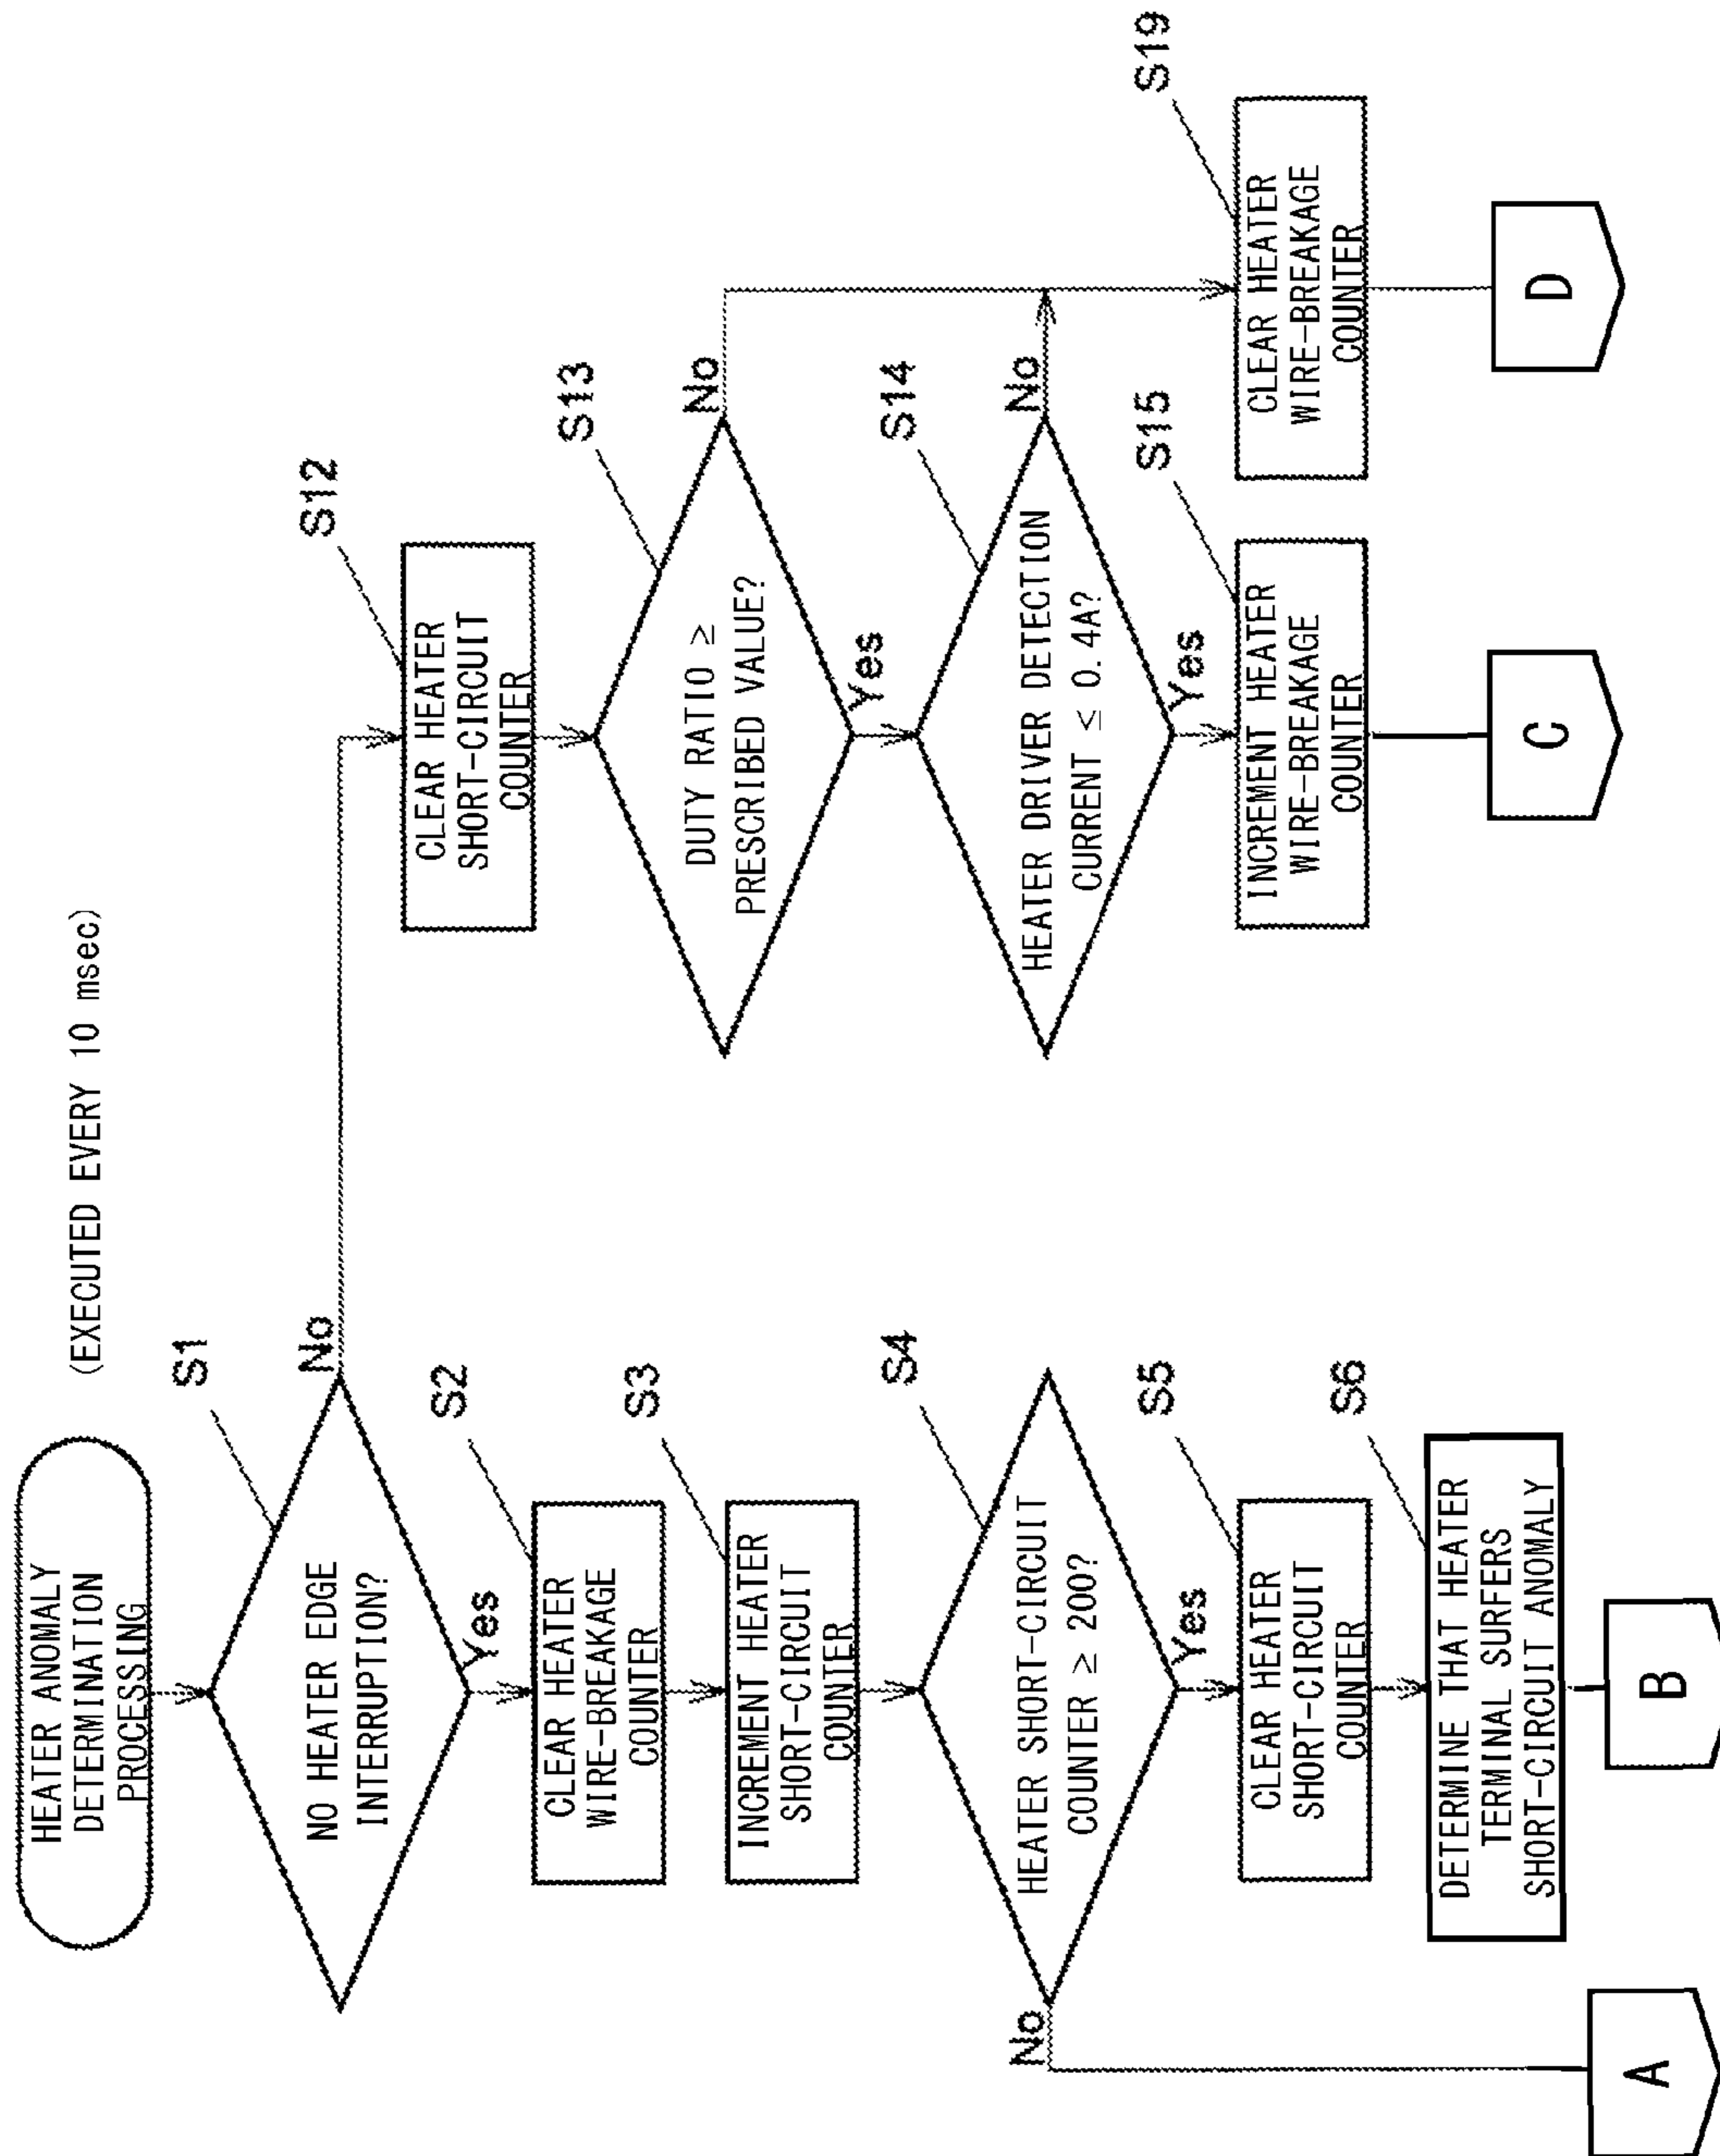 (EXECUTED EVERY 10 msec)
HEATER ANOMALY
DETERMINATION
PROCESSING
S1
NO HEATER EDGE
INTERRUPTION?
No
Yes
S2
CLEAR HEATER
WIRE-BREAKAGE
COUNTER
S3
INCREMENT HEATER
SHORT-CIRCUIT
COUNTER
S4
HEATER SHORT-CIRCUIT
COUNTER ≥ 200?
No
Yes
S5
CLEAR HEATER
SHORT-CIRCUIT
COUNTER
S6
DETERMINE THAT HEATER
TERMINAL SURFERS
SHORT-CIRCUIT ANOMALY
A
B
S12
CLEAR HEATER
SHORT-CIRCUIT
COUNTER
S13
DUTY RATIO ≥
PRESCRIBED VALUE?
No
Yes
S14
HEATER DRIVER DETECTION
CURRENT ≤ 0.4A?
No
Yes
S15
INCREMENT HEATER
WIRE-BREAKAGE
COUNTER
C
S19
CLEAR HEATER
WIRE-BREAKAGE
COUNTER
D